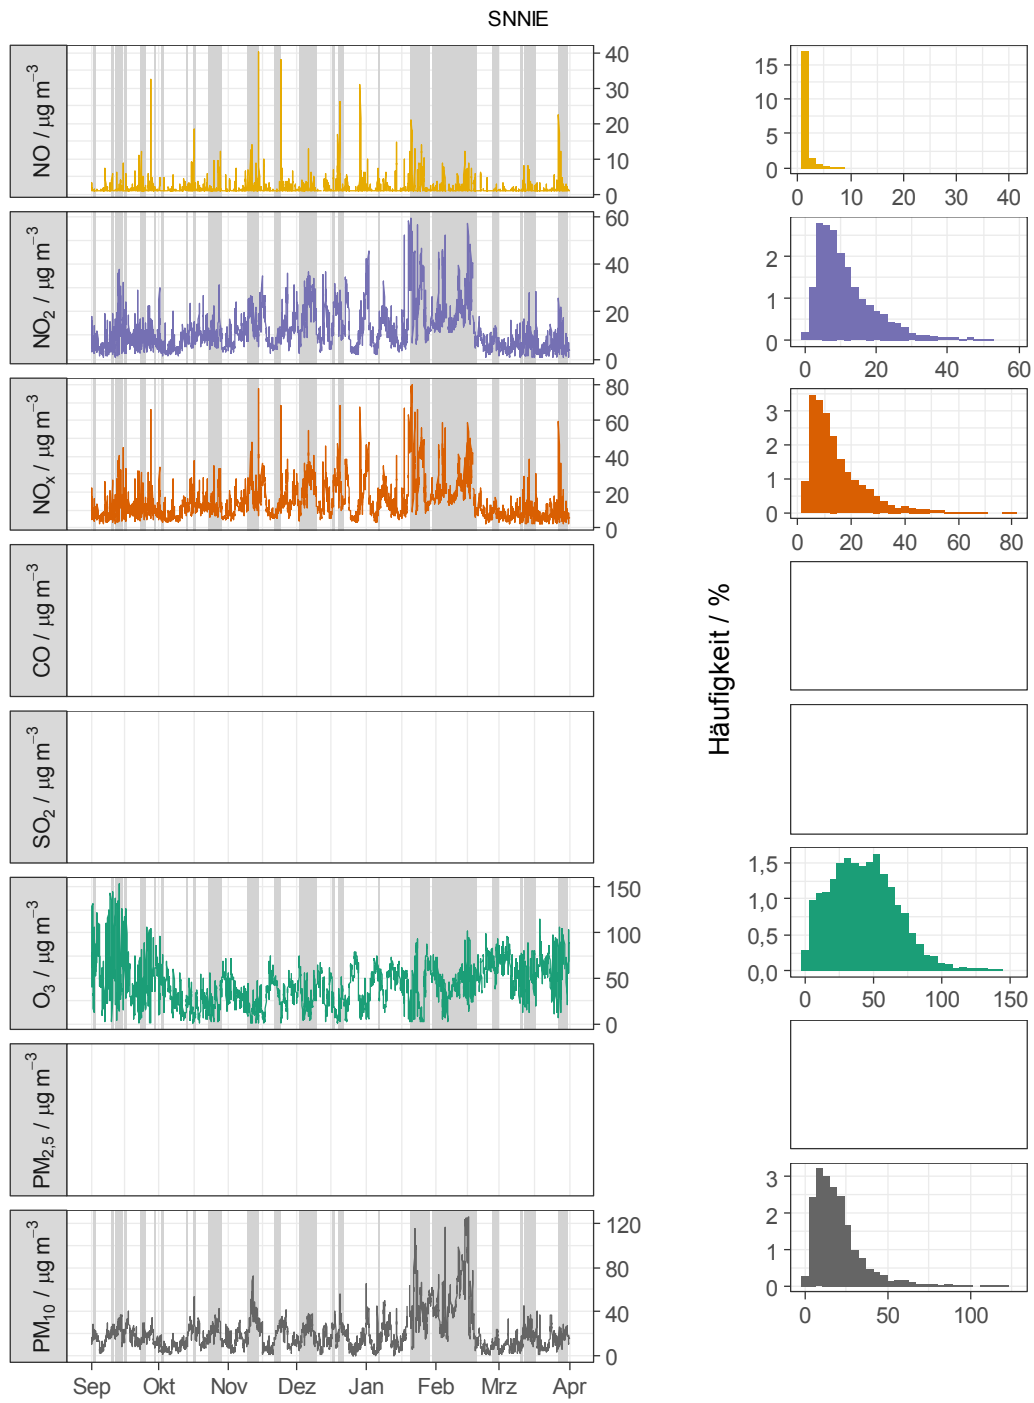 SNNIE
NO / µg m⁻³
40
30
20
10
0
15
10
5
0
0 10 20 30 40
NO₂ / µg m⁻³
60
40
20
0
2
1
0
0 20 40 60
NOₓ / µg m⁻³
80
60
40
20
0
3
2
1
0
0 20 40 60 80
CO / µg m⁻³
Häufigkeit / %
SO₂ / µg m⁻³
O₃ / µg m⁻³
150
100
50
0
1,5
1,0
0,5
0,0
0 50 100 150
PM₂,₅ / µg m⁻³
PM₁₀ / µg m⁻³
120
80
40
0
3
2
1
0
0 50 100
Sep Okt Nov Dez Jan Feb Mrz Apr